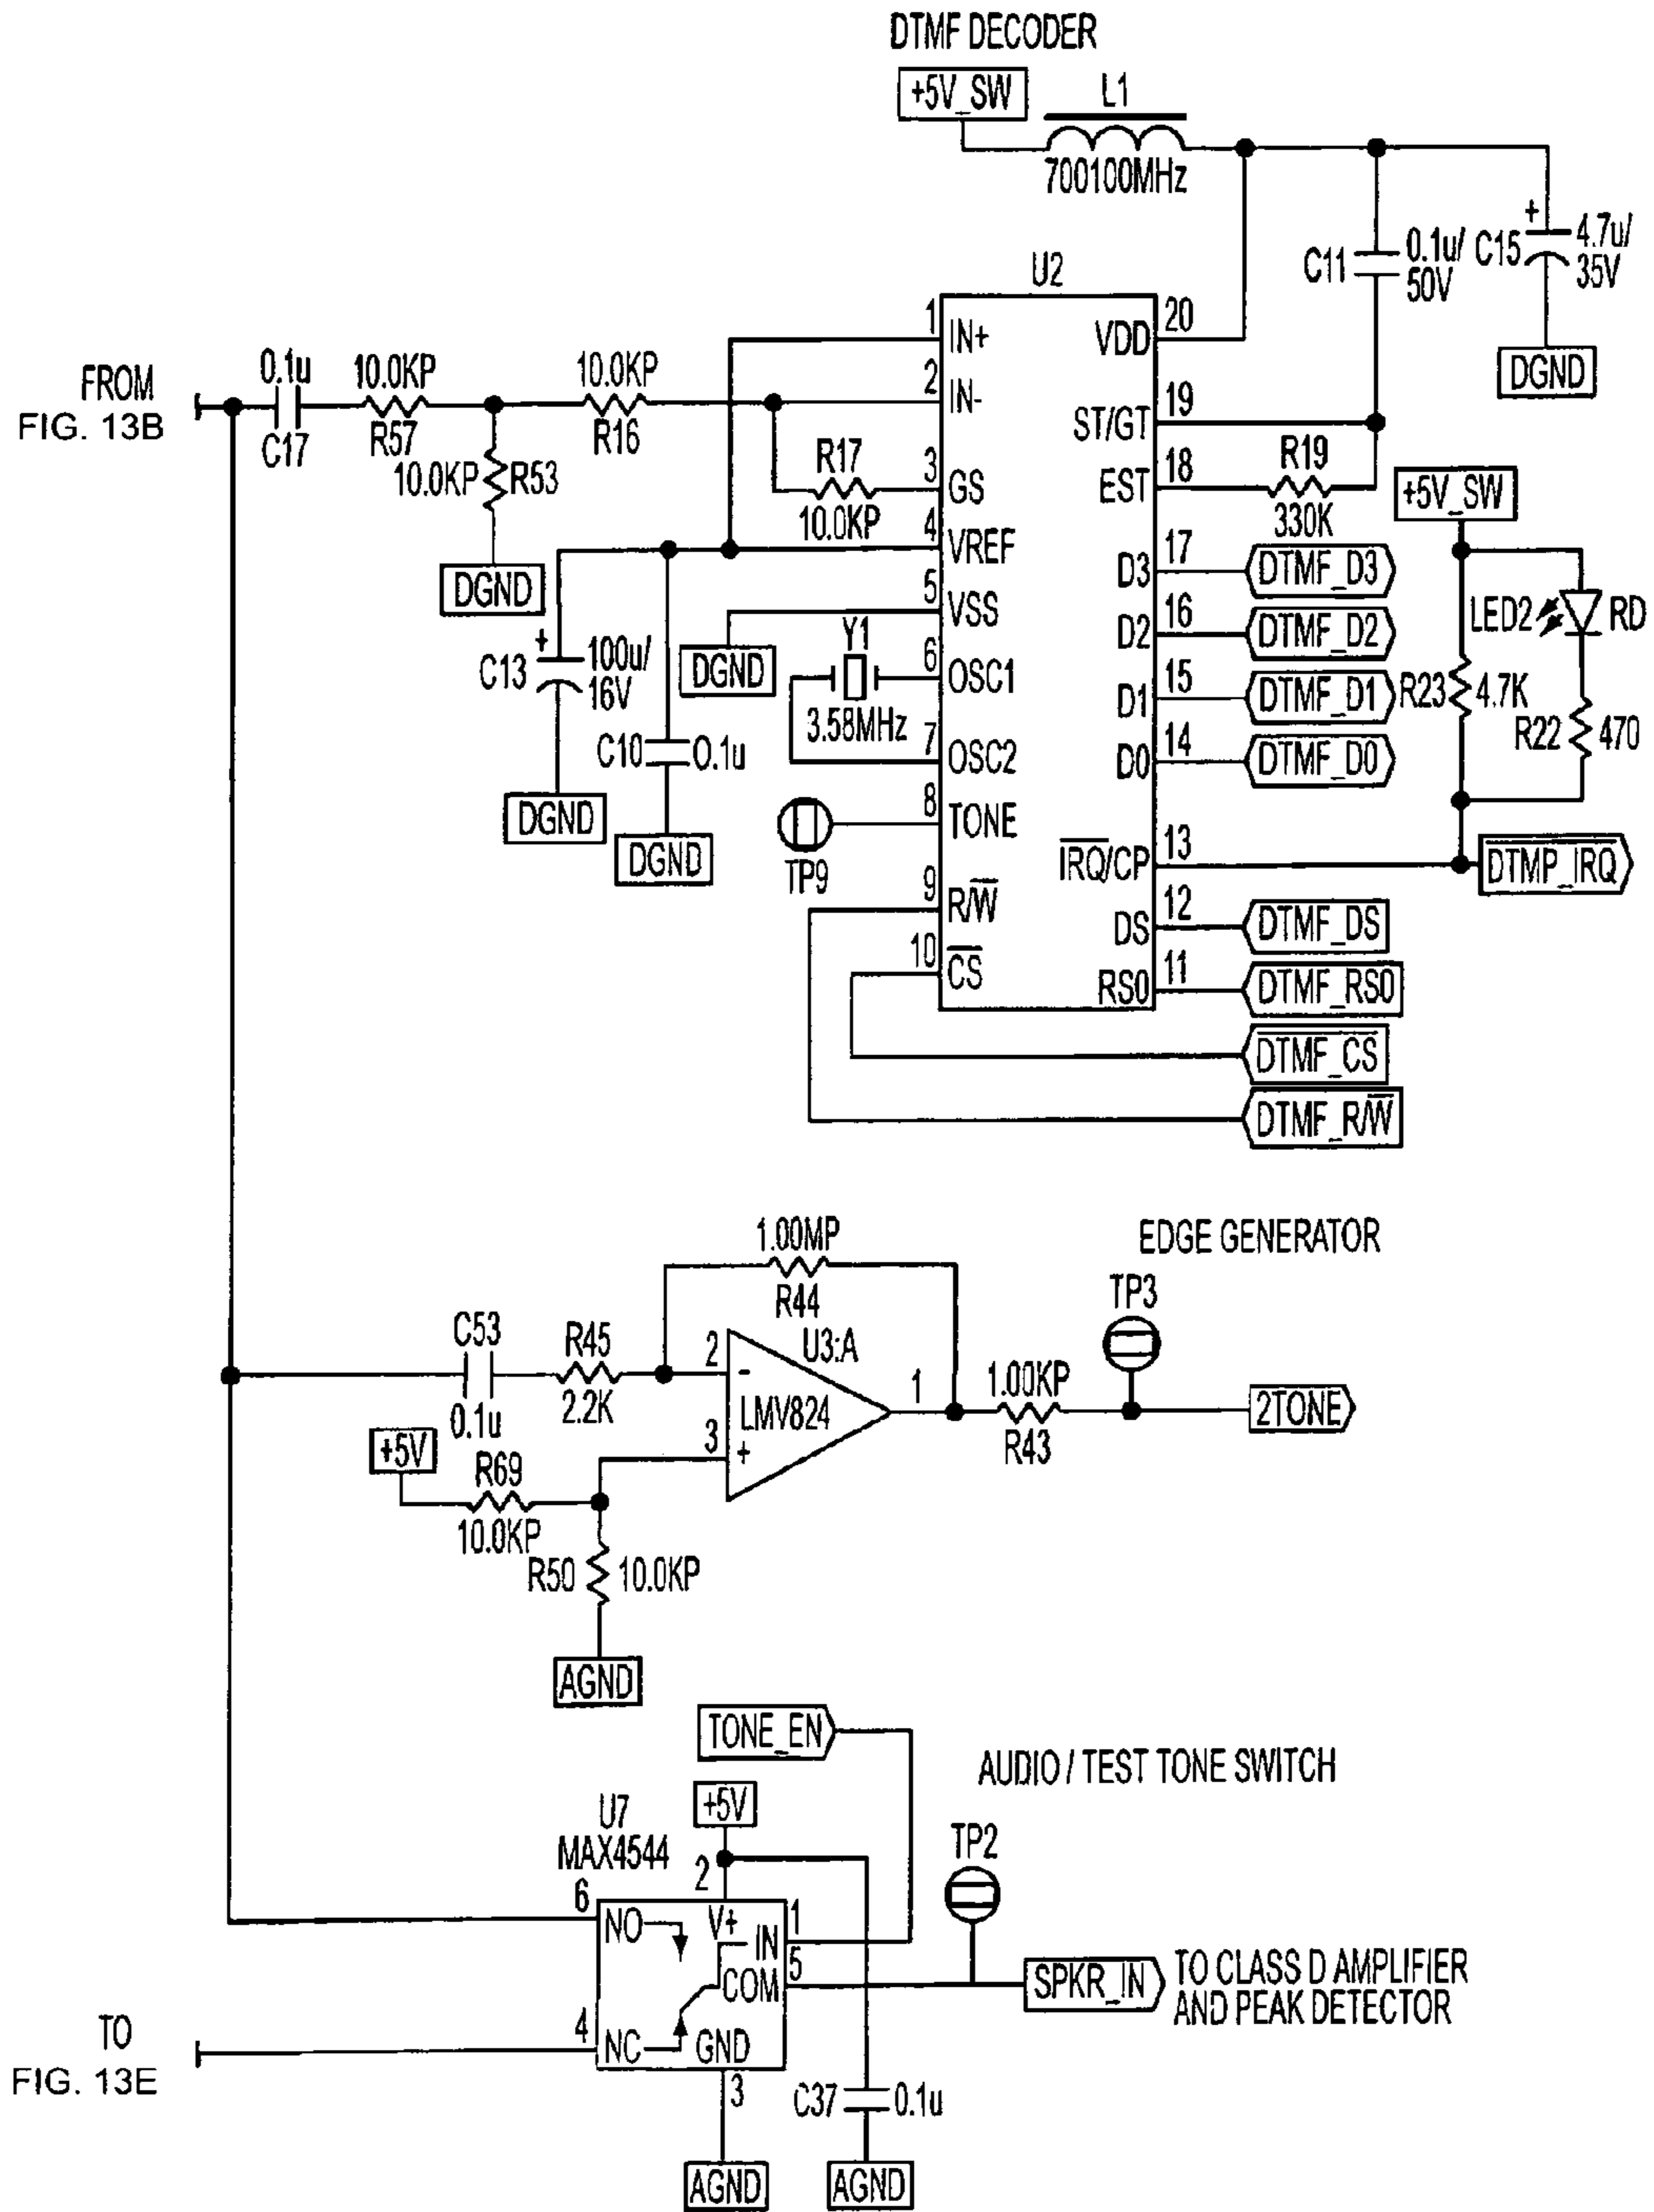 DTMF DECODER
+5V_SW
L1
700100MHz
C11
0.1u/
50V
+
C15
4.7u/
35V
DGND
U2
FROM
FIG. 13B
0.1u
C17
10.0KP
R57
10.0KP
R53
DGND
10.0KP
R16
R17
10.0KP
1
IN+
2
IN-
3
GS
4
VREF
5
VSS
6
OSC1
7
OSC2
8
TONE
9
R/W̅
10
C̅S̅
20
VDD
19
ST/GT
18
EST
17
D3
16
D2
15
D1
14
D0
13
I̅R̅Q̅/CP
12
DS
11
RS0
R19
330K
+5V_SW
DTMF_D3
DTMF_D2
DTMF_D1
DTMF_D0
LED2
RD
R23
4.7K
R22
470
+
C13
100u/
16V
DGND
C10
0.1u
DGND
DGND
Y1
3.58MHz
TP9
D̅T̅M̅P̅_̅I̅R̅Q̅
DTMF_DS
DTMF_RS0
D̅T̅M̅F̅_̅C̅S̅
DTMF_R/W̅
EDGE GENERATOR
1.00MP
R44
C53
0.1u
R45
2.2K
U3:A
2
-
LMV824
3
+
1
1.00KP
R43
TP3
2TONE
+5V
R69
10.0KP
R50
10.0KP
AGND
TONE_EN
AUDIO / TEST TONE SWITCH
+5V
U7
MAX4544
2
TP2
6
NO
V+
1
IN
5
COM
4
NC
GND
3
SPKR_IN
TO CLASS D AMPLIFIER
AND PEAK DETECTOR
TO
FIG. 13E
C37
0.1u
AGND
AGND